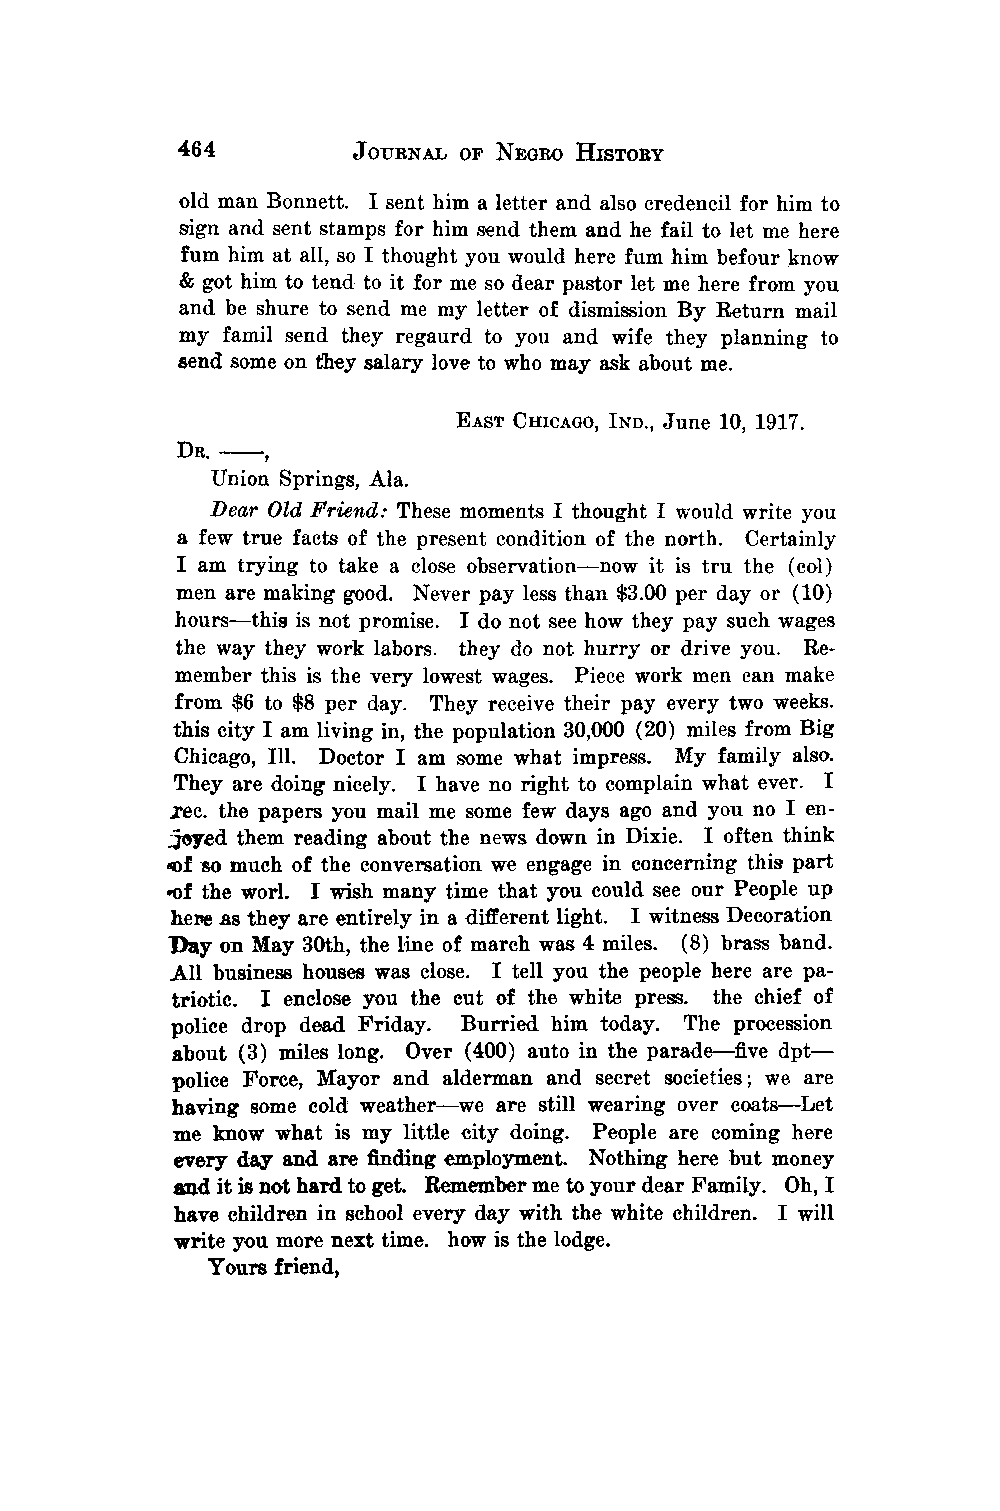 464 JOURNAL OF NEGRO HISTORY
old man Bonnett. I sent him a letter and also credencil for him to
sign and sent stamps for him send them and he fail to let me here
fum him at all, so I thought you would here fum him befour know
& got him to tend to it for me so dear pastor let me here from you
and be shure to send me my letter of dismission By Return mail
my famil send they regaurd to you and wife they planning to
send some on they salary love to who may ask about me.
EAST CHICAGO, IND., June 10, 1917.
DR. ——,
Union Springs, Ala.
Dear Old Friend: These moments I thought I would write you
a few true facts of the present condition of the north. Certainly
I am trying to take a close observation—now it is tru the (col)
men are making good. Never pay less than $3.00 per day or (10)
hours—this is not promise. I do not see how they pay such wages
the way they work labors. they do not hurry or drive you. Re-
member this is the very lowest wages. Piece work men can make
from $6 to $8 per day. They receive their pay every two weeks.
this city I am living in, the population 30,000 (20) miles from Big
Chicago, Ill. Doctor I am some what impress. My family also.
They are doing nicely. I have no right to complain what ever. I
rec. the papers you mail me some few days ago and you no I en-
joyed them reading about the news down in Dixie. I often think
of so much of the conversation we engage in concerning this part
of the worl. I wish many time that you could see our People up
here as they are entirely in a different light. I witness Decoration
Day on May 30th, the line of march was 4 miles. (8) brass band.
All business houses was close. I tell you the people here are pa-
triotic. I enclose you the cut of the white press. the chief of
police drop dead Friday. Burried him today. The procession
about (3) miles long. Over (400) auto in the parade—five dpt—
police Force, Mayor and alderman and secret societies; we are
having some cold weather—we are still wearing over coats—Let
me know what is my little city doing. People are coming here
every day and are finding employment. Nothing here but money
and it is not hard to get. Remember me to your dear Family. Oh, I
have children in school every day with the white children. I will
write you more next time. how is the lodge.
Yours friend,